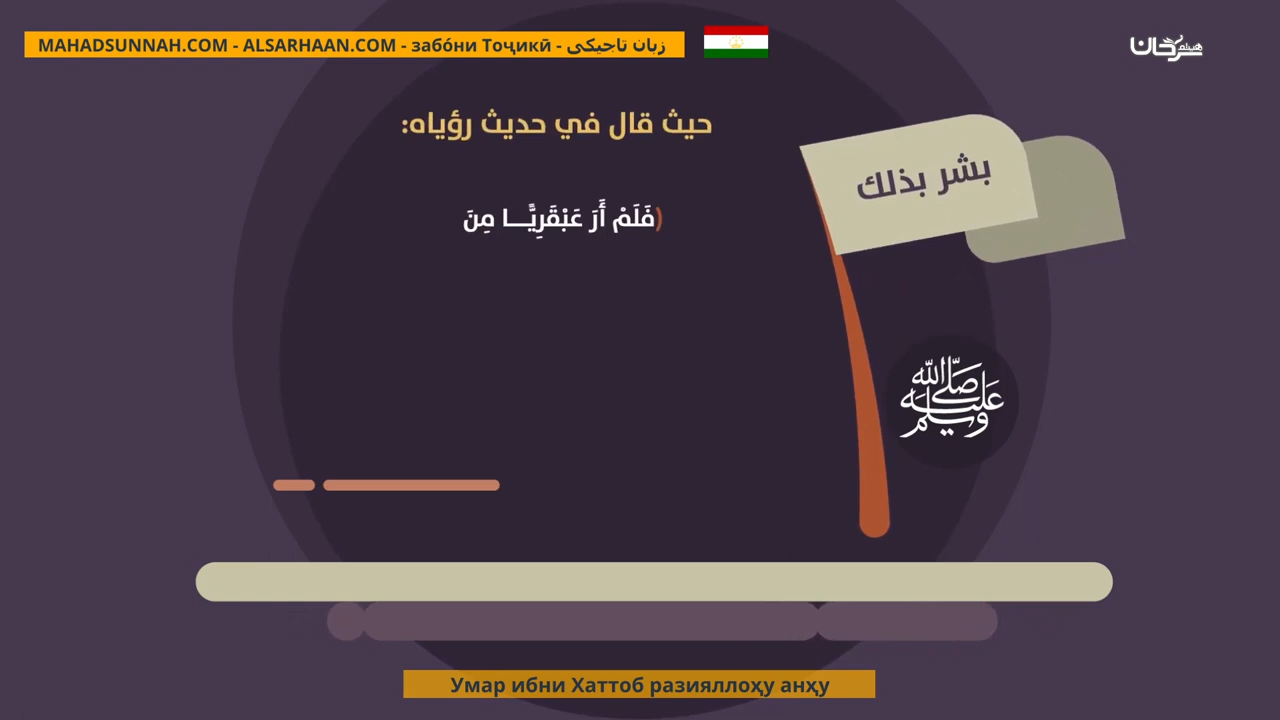 MAHADSUNNAH.COM - ALSARHAAN.COM - забо́ни Тоҷикӣ - زبان تاجیکی
حيث قال في حديث رؤياه:
بشر بذلك
(فَلَمْ أَرَ عَبْقَرِيًّــا مِنَ
صلى الله عليه وسلم
Умар ибни Хаттоб разияллоҳу анҳу